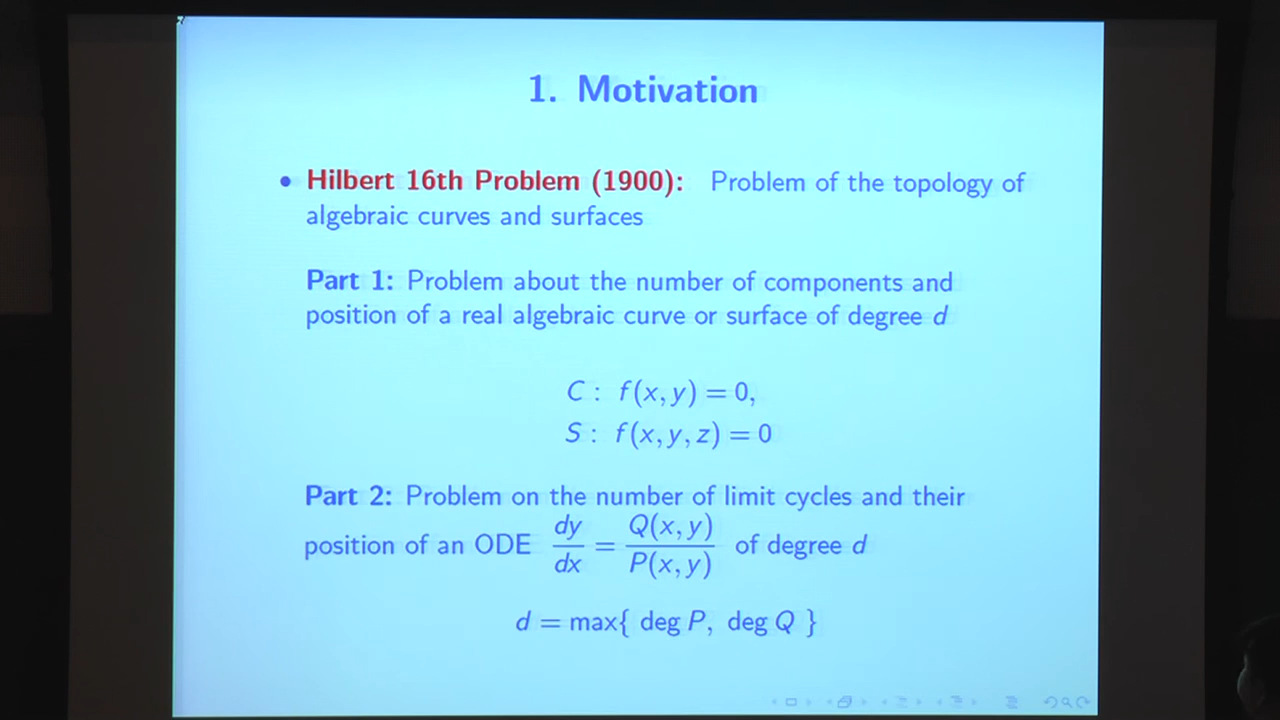 1. Motivation
• Hilbert 16th Problem (1900): Problem of the topology of
algebraic curves and surfaces
Part 1: Problem about the number of components and
position of a real algebraic curve or surface of degree d
C : f(x, y) = 0,
S : f(x, y, z) = 0
Part 2: Problem on the number of limit cycles and their
position of an ODE dy/dx = Q(x, y)/P(x, y) of degree d
d = max{ deg P, deg Q }